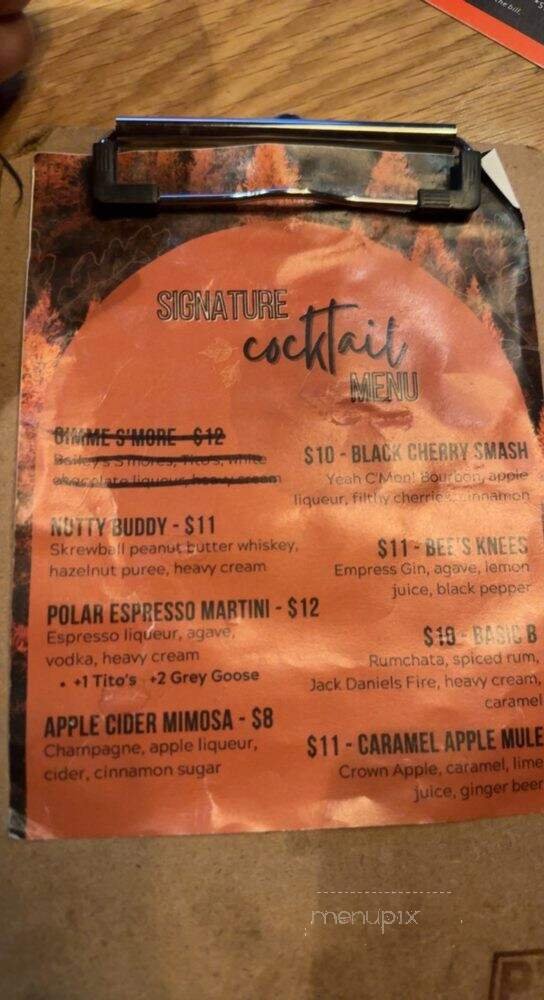 the bill.
SIGNATURE
cocktail
MENU
GIMME S'MORE - $12
Bailey's S'mores, Tito's, white
chocolate liqueur, heavy cream
NUTTY BUDDY - $11
Skrewball peanut butter whiskey,
hazelnut puree, heavy cream
POLAR ESPRESSO MARTINI - $12
Espresso liqueur, agave,
vodka, heavy cream
• +1 Tito's +2 Grey Goose
APPLE CIDER MIMOSA - $8
Champagne, apple liqueur,
cider, cinnamon sugar
$10 - BLACK CHERRY SMASH
Yeah C'Mon! Bourbon, apple
liqueur, filthy cherries, cinnamon
$11 - BEE'S KNEES
Empress Gin, agave, lemon
juice, black pepper
$10 - BASIC B
Rumchata, spiced rum,
Jack Daniels Fire, heavy cream,
caramel
$11 - CARAMEL APPLE MULE
Crown Apple, caramel, lime
juice, ginger beer
menupix